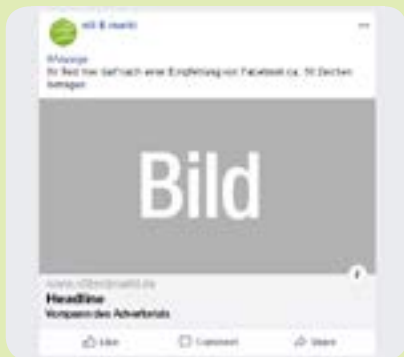 #Anzeige
Ihr Text hier darf nach einer Empfehlung von Facebook ca. 90 Zeichen
betragen
Bild
Headline
Vorspann des Advertorials
Like Comment Share